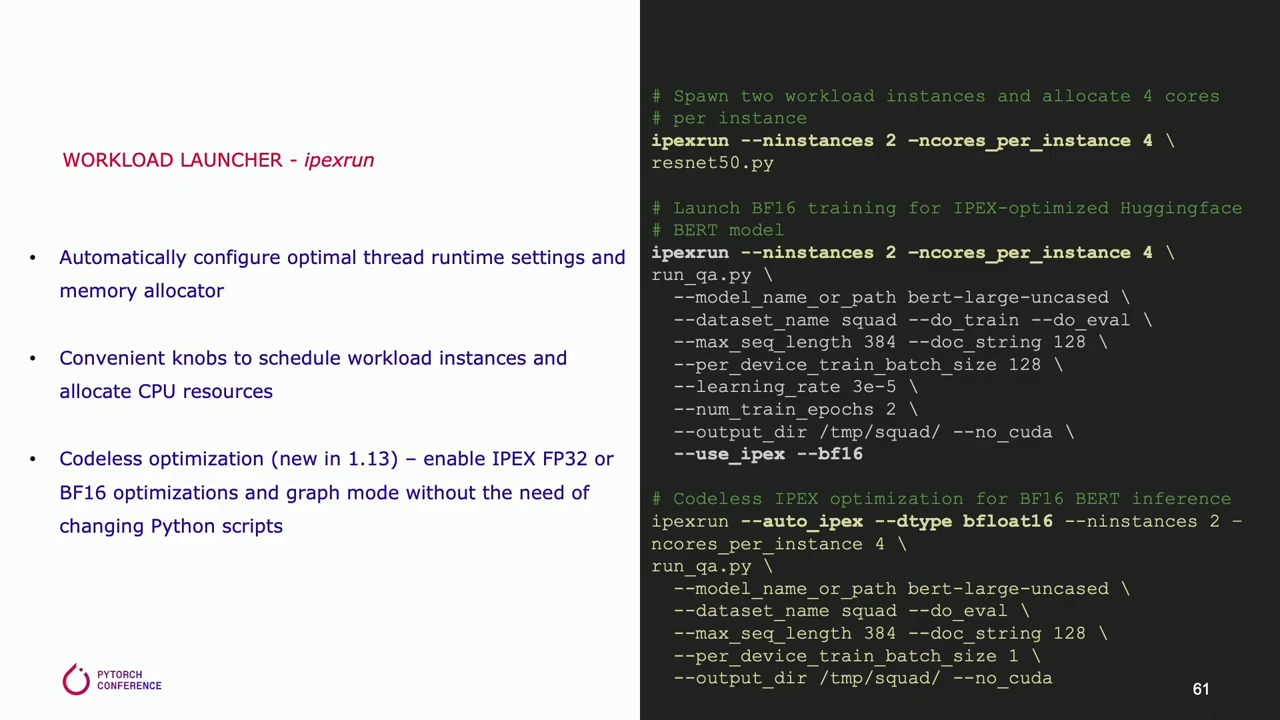 WORKLOAD LAUNCHER - ipexrun
• Automatically configure optimal thread runtime settings and
memory allocator
• Convenient knobs to schedule workload instances and
allocate CPU resources
• Codeless optimization (new in 1.13) – enable IPEX FP32 or
BF16 optimizations and graph mode without the need of
changing Python scripts
PYTORCH
CONFERENCE
# Spawn two workload instances and allocate 4 cores
# per instance
ipexrun --ninstances 2 –ncores_per_instance 4 \
resnet50.py
# Launch BF16 training for IPEX-optimized Huggingface
# BERT model
ipexrun --ninstances 2 –ncores_per_instance 4 \
run_qa.py \
--model_name_or_path bert-large-uncased \
--dataset_name squad --do_train --do_eval \
--max_seq_length 384 --doc_string 128 \
--per_device_train_batch_size 128 \
--learning_rate 3e-5 \
--num_train_epochs 2 \
--output_dir /tmp/squad/ --no_cuda \
--use_ipex --bf16
# Codeless IPEX optimization for BF16 BERT inference
ipexrun --auto_ipex --dtype bfloat16 --ninstances 2 –
ncores_per_instance 4 \
run_qa.py \
--model_name_or_path bert-large-uncased \
--dataset_name squad --do_eval \
--max_seq_length 384 --doc_string 128 \
--per_device_train_batch_size 1 \
--output_dir /tmp/squad/ --no_cuda
61